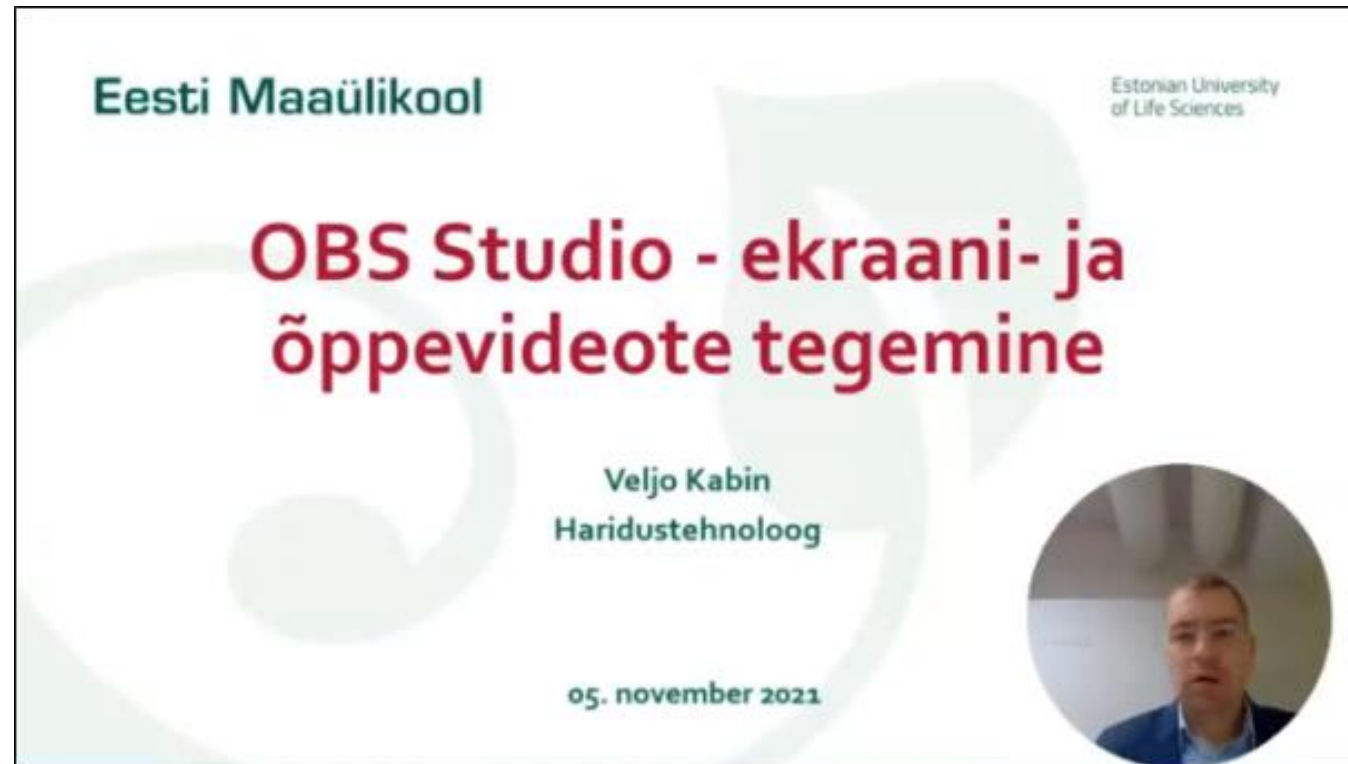 Eesti Maaülikool
Estonian University
of Life Sciences
OBS Studio - ekraani- ja
õppevideote tegemine
Veljo Kabin
Haridustehnoloog
05. november 2021